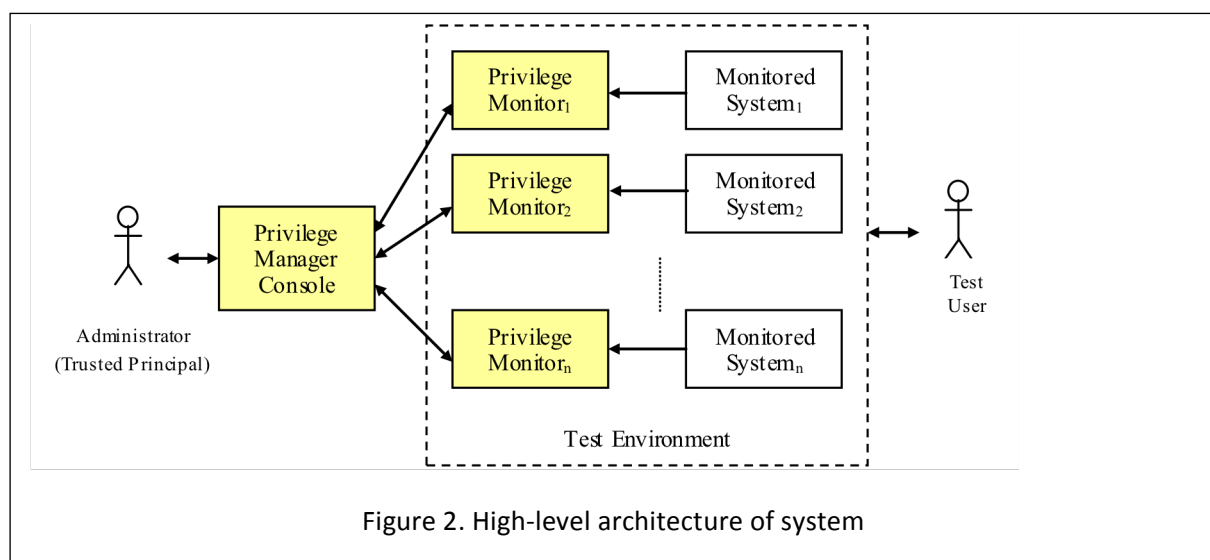 Privilege
Monitor₁
Monitored
System₁
Privilege
Monitor₂
Monitored
System₂
Privilege
Manager
Console
Administrator
(Trusted Principal)
Test
User
Privilege
Monitorₙ
Monitored
Systemₙ
Test Environment
Figure 2. High-level architecture of system